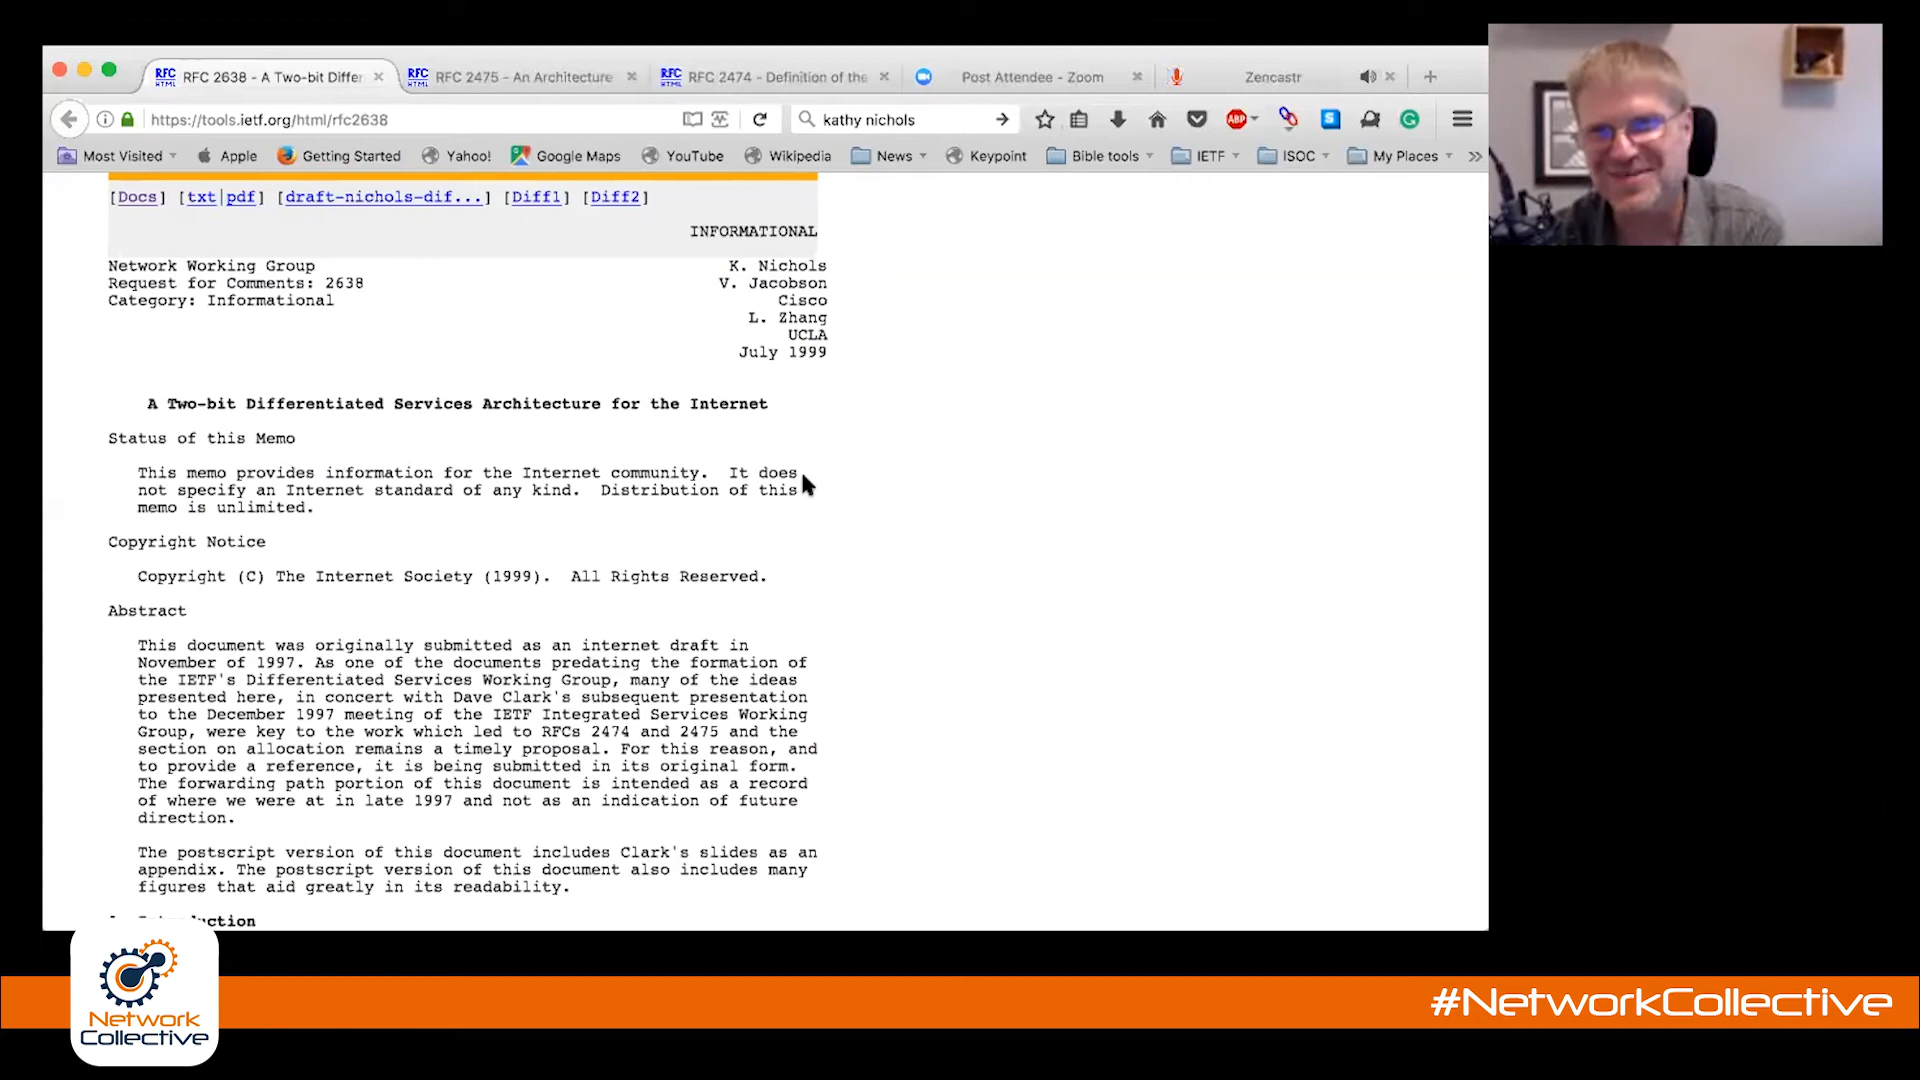 RFC 2638 - A Two-bit Differ
RFC 2475 - An Architecture
RFC 2474 - Definition of the
Post Attendee - Zoom
Zencastr
https://tools.ietf.org/html/rfc2638
kathy nichols
ABP
Most Visited
Apple
Getting Started
Yahoo!
Google Maps
YouTube
Wikipedia
News
Keypoint
Bible tools
IETF
ISOC
My Places
[Docs] [txt|pdf] [draft-nichols-dif...] [Diff1] [Diff2]
INFORMATIONAL
Network Working Group K. Nichols
Request for Comments: 2638 V. Jacobson
Category: Informational Cisco
L. Zhang
UCLA
July 1999
A Two-bit Differentiated Services Architecture for the Internet
Status of this Memo
This memo provides information for the Internet community. It does
not specify an Internet standard of any kind. Distribution of this
memo is unlimited.
Copyright Notice
Copyright (C) The Internet Society (1999). All Rights Reserved.
Abstract
This document was originally submitted as an internet draft in
November of 1997. As one of the documents predating the formation of
the IETF's Differentiated Services Working Group, many of the ideas
presented here, in concert with Dave Clark's subsequent presentation
to the December 1997 meeting of the IETF Integrated Services Working
Group, were key to the work which led to RFCs 2474 and 2475 and the
section on allocation remains a timely proposal. For this reason, and
to provide a reference, it is being submitted in its original form.
The forwarding path portion of this document is intended as a record
of where we were at in late 1997 and not as an indication of future
direction.
The postscript version of this document includes Clark's slides as an
appendix. The postscript version of this document also includes many
figures that aid greatly in its readability.
Network
Collective
#NetworkCollective